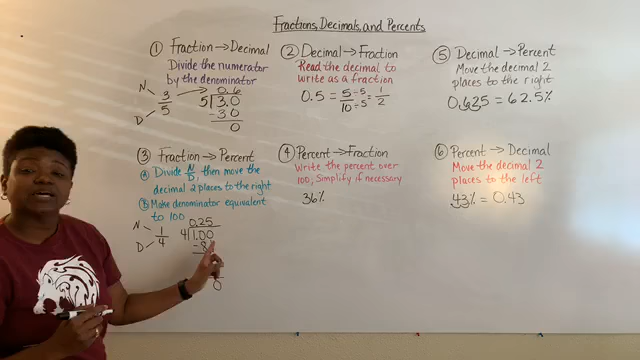 Fractions, Decimals, and Percents
① Fraction → Decimal
Divide the numerator
by the denominator
0.6
N 3 5 3.0
D 5 -30
0
② Decimal → Fraction
Read the decimal to
write as a fraction
0.5 = 5/10 ÷5/÷5 = 1/2
⑤ Decimal → Percent
Move the decimal 2
places to the right
0.625 = 62.5%
③ Fraction → Percent
ⓐ Divide N/D, then move the
decimal 2 places to the right
ⓑ Make denominator equivalent
to 100
0.25
N 1 4 1.00
D 4 -8
0
④ Percent → Fraction
Write the percent over
100; Simplify if necessary
36%
⑥ Percent → Decimal
Move the decimal 2
places to the left
43% = 0.43